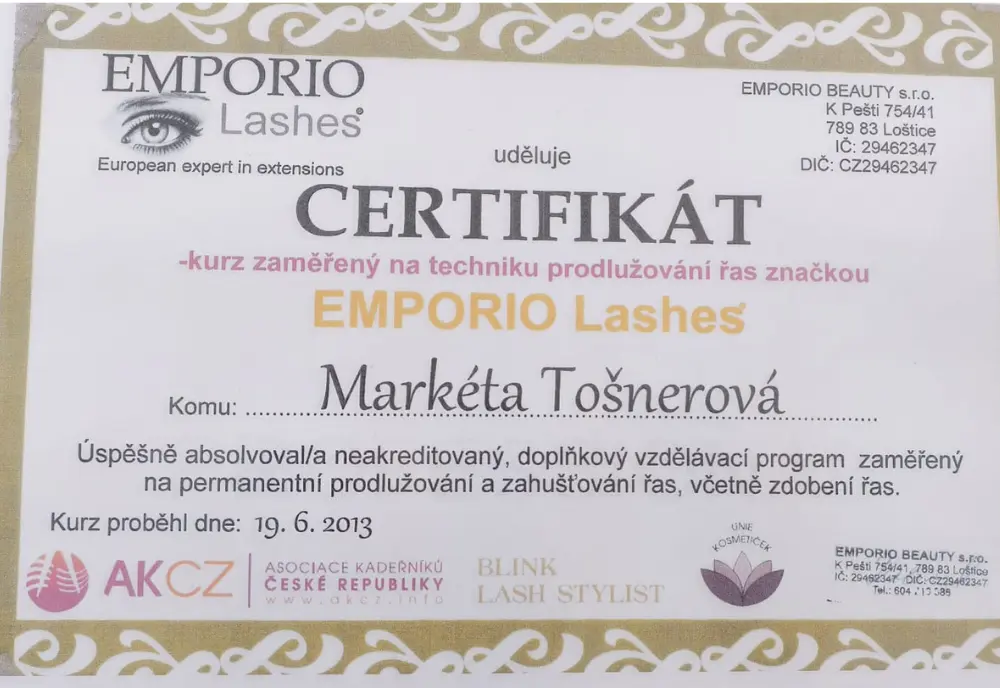 EMPORIO
Lashes®
European expert in extensions
EMPORIO BEAUTY s.r.o.
K Pešti 754/41
789 83 Loštice
IČ: 29462347
DIČ: CZ29462347
uděluje
CERTIFIKÁT
-kurz zaměřený na techniku prodlužování řas značkou
EMPORIO Lashes®
Komu: Markéta Tošnerová
Úspěšně absolvoval/a neakreditovaný, doplňkový vzdělávací program zaměřený
na permanentní prodlužování a zahušťování řas, včetně zdobení řas.
Kurz proběhl dne: 19. 6. 2013
AKCZ
ASOCIACE KADEŘNÍKŮ
ČESKÉ REPUBLIKY
www.akcz.info
BLINK
LASH STYLIST
UNIE
KOSMETIČEK
EMPORIO BEAUTY s.r.o.
K Pešti 754/41, 789 83 Loštice
IČ: 29462347 DIČ: CZ29462347
Tel.: 604